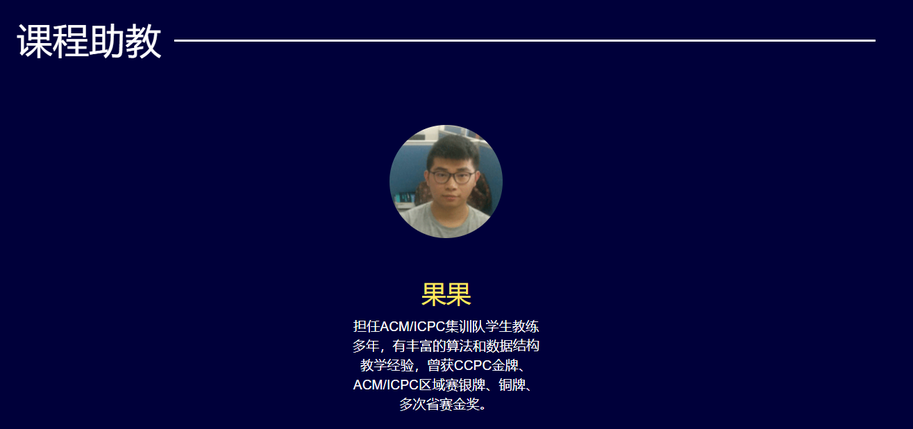 课程助教
果果
担任ACM/ICPC集训队学生教练
多年，有丰富的算法和数据结构
教学经验，曾获CCPC金牌、
ACM/ICPC区域赛银牌、铜牌、
多次省赛金奖。